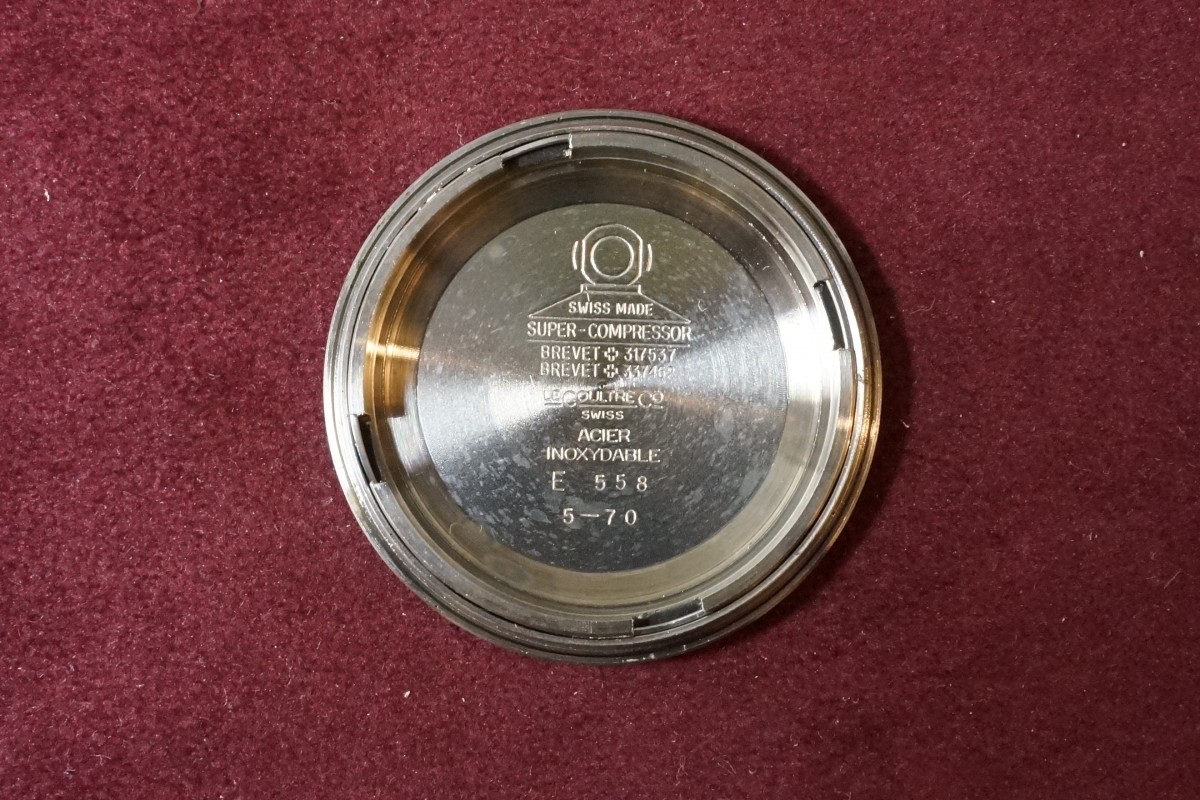 SWISS MADE
SUPER-COMPRESSOR
BREVET ✚ 317537
BREVET ✚ 337462
LECOULTRE CO
SWISS
ACIER
INOXYDABLE
E 558
5-70